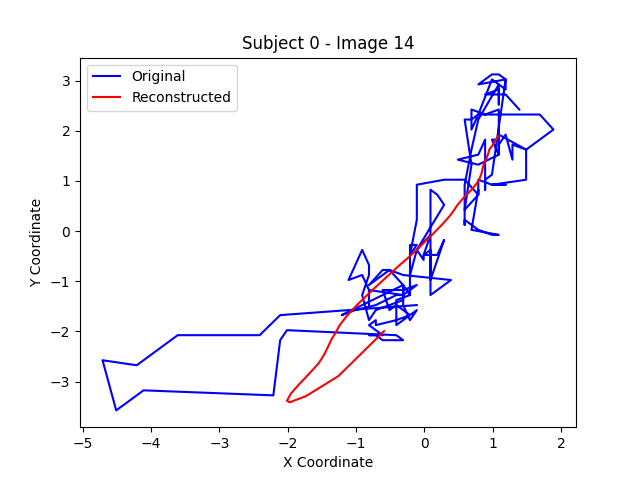 Subject 0 - Image 14
Original
Reconstructed
Y Coordinate
3
2
1
0
−1
−2
−3
−5 −4 −3 −2 −1 0 1 2
X Coordinate